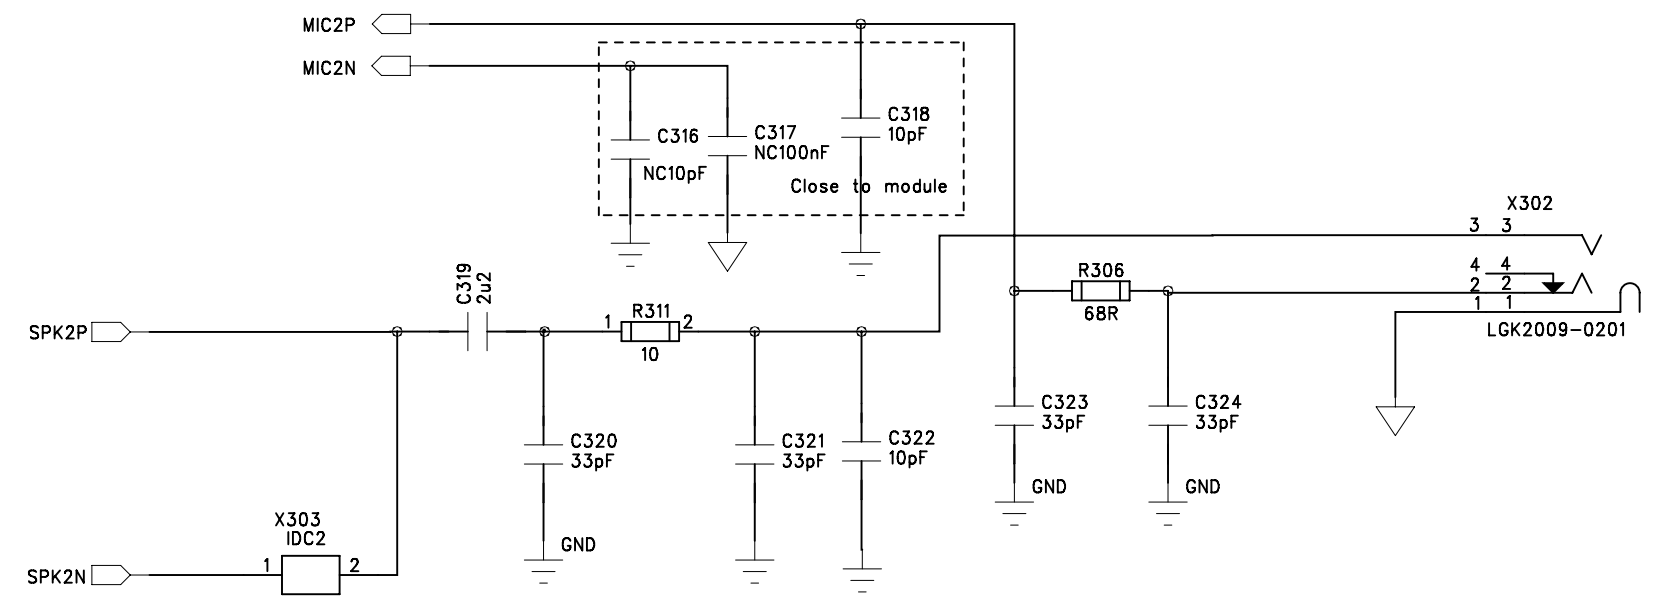 MIC2P
MIC2N
C318
10pF
C316
NC10pF
C317
NC100nF
Close to module
X302
3 3
4 4
2 2
1 1
LGK2009-0201
C319
2u2
R306
68R
SPK2P
1 R311 2
10
C323
33pF
C324
33pF
C320
33pF
C321
33pF
C322
10pF
GND
GND
GND
X303
IDC2
SPK2N
1 2